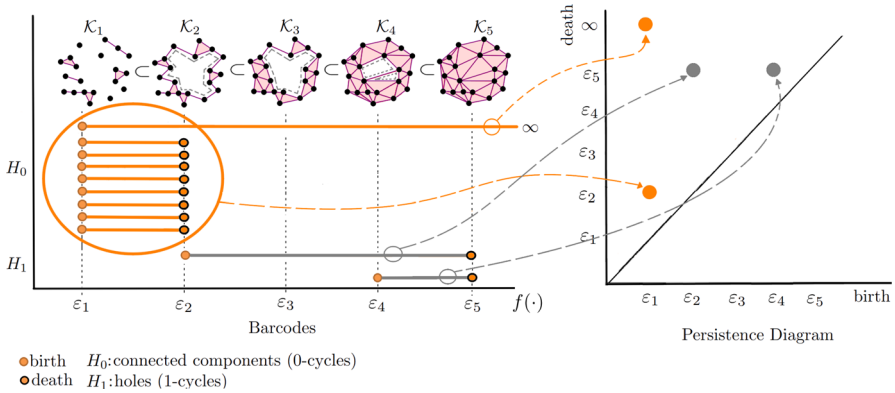 𝒦₁ 𝒦₂ 𝒦₃ 𝒦₄ 𝒦₅
⊂ ⊂ ⊂ ⊂
∞
H₀
H₁
ε₁ ε₂ ε₃ ε₄ ε₅ f(·)
Barcodes
birth H₀:connected components (0-cycles)
death H₁:holes (1-cycles)
death
∞
ε₅
ε₄
ε₃
ε₂
ε₁
ε₁ ε₂ ε₃ ε₄ ε₅ birth
Persistence Diagram